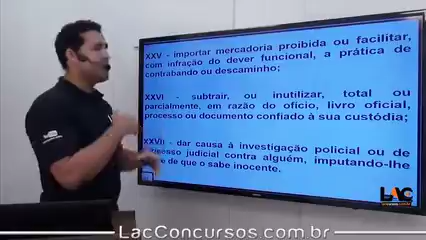 XXV - importar mercadoria proibida ou facilitar,
com infração do dever funcional, a prática de
contrabando ou descaminho;
XXVI - subtrair, ou inutilizar, total ou
parcialmente, em razão do ofício, livro oficial,
processo ou documento confiado à sua custódia;
XXVII - dar causa à investigação policial ou de
judicial contra alguém, imputando-lhe
de que o sabe inocente.
LAC
LacConcursos.com.br